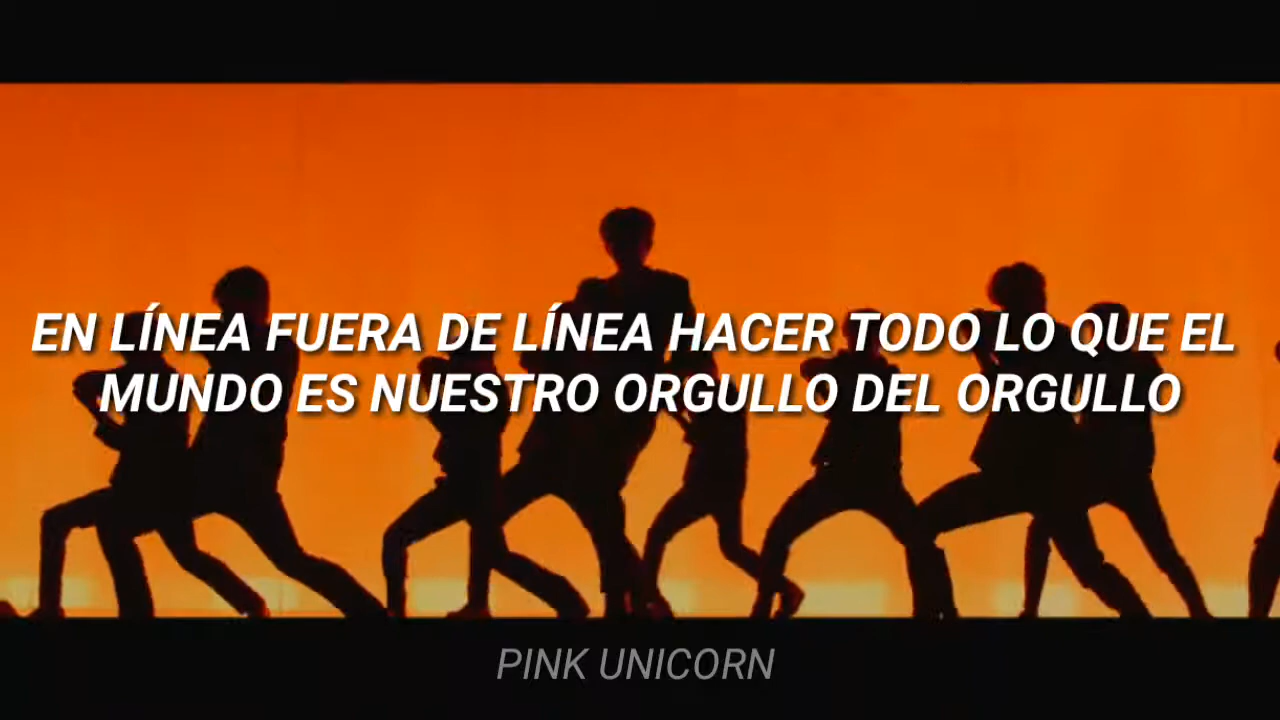 EN LÍNEA FUERA DE LÍNEA HACER TODO LO QUE EL
MUNDO ES NUESTRO ORGULLO DEL ORGULLO
PINK UNICORN